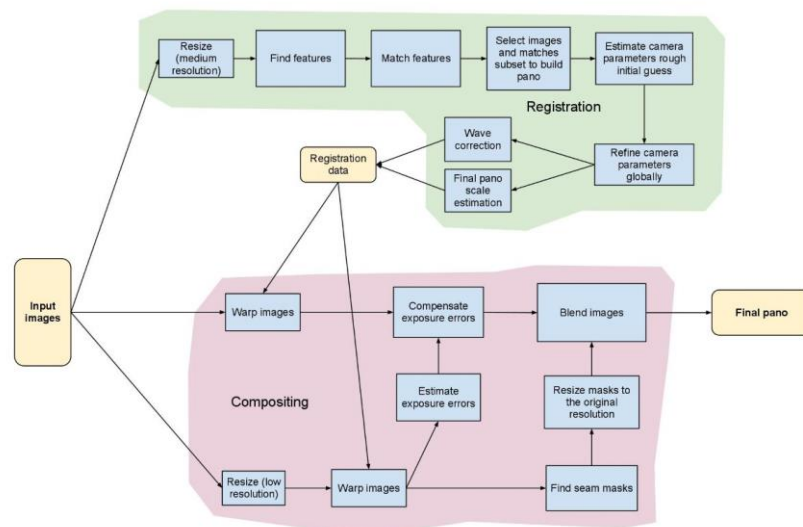 Resize
(medium
resolution)
Find features
Match features
Select images
and matches
subset to build
pano
Estimate camera
parameters rough
initial guess
Registration
Wave
correction
Refine camera
parameters
globally
Registration
data
Final pano
scale
estimation
Input
images
Warp images
Compensate
exposure errors
Blend images
Final pano
Compositing
Estimate
exposure errors
Resize masks to
the original
resolution
Resize (low
resolution)
Warp images
Find seam masks